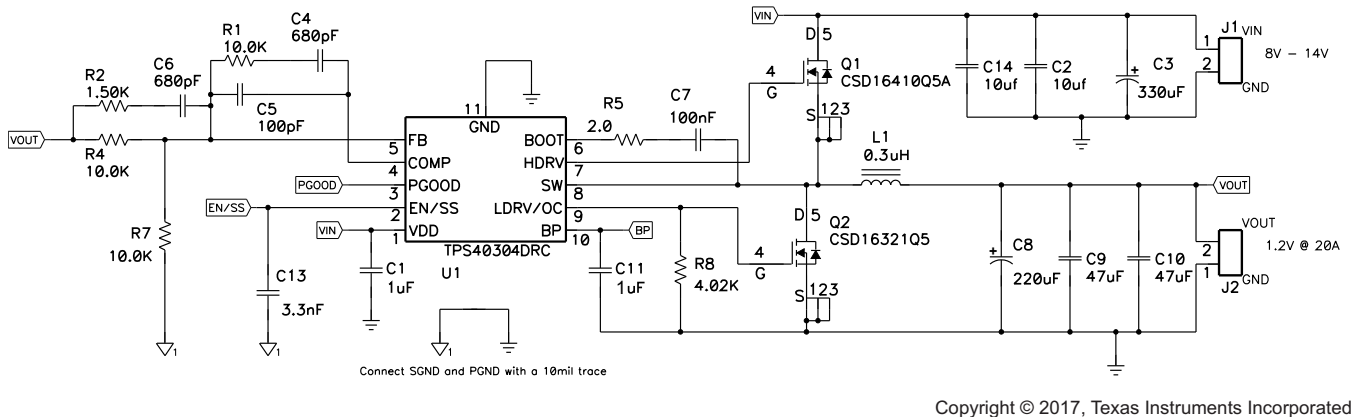 VIN
J1 VIN
1
8V – 14V
2
GND
C14
10uf
C2
10uf
C3
+
330uF
D 5
4
G
Q1
CSD16410Q5A
S 123
R1
10.0K
C4
680pF
C6
680pF
R2
1.50K
C5
100pF
VOUT
R4
10.0K
R7
10.0K
11
GND
FB
5
COMP
4
PGOOD
PGOOD
3
EN/SS
EN/SS
2
VIN
VDD
1
BOOT
6
HDRV
7
SW
8
LDRV/OC
9
BP
10
BP
TPS40304DRC
U1
R5
2.0
C7
100nF
L1
0.3uH
VOUT
D 5
4
G
Q2
CSD16321Q5
S 123
C13
3.3nF
C1
1uF
C11
1uF
R8
4.02K
+
C8
220uF
C9
47uF
C10
47uF
VOUT
2
1.2V @ 20A
1
GND
J2
1
1
1
Connect SGND and PGND with a 10mil trace
Copyright © 2017, Texas Instruments Incorporated